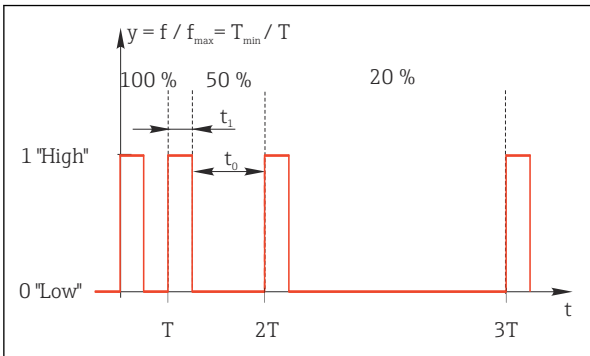 y = f / fmax = Tmin / T
100 % 50 % 20 %
t1
1 "High"
t0
0 "Low"
t
T 2T 3T